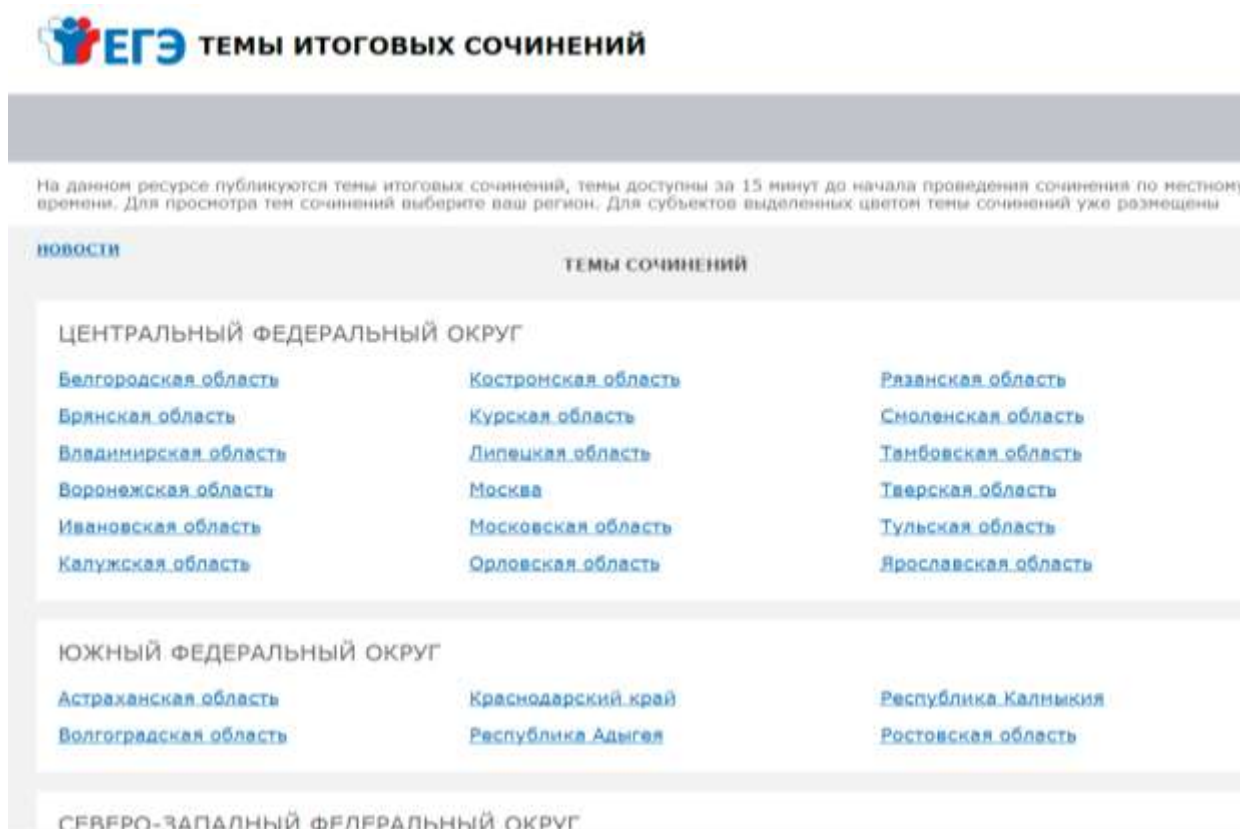 ЕГЭ ТЕМЫ ИТОГОВЫХ СОЧИНЕНИЙ
На данном ресурсе публикуются темы итоговых сочинений, темы доступны за 15 минут до начала проведения сочинения по местному
времени. Для просмотра тем сочинений выберите ваш регион. Для субъектов выделенных цветом темы сочинений уже размещены
НОВОСТИ
ТЕМЫ СОЧИНЕНИЙ
ЦЕНТРАЛЬНЫЙ ФЕДЕРАЛЬНЫЙ ОКРУГ
Белгородская область Костромская область Рязанская область
Брянская область Курская область Смоленская область
Владимирская область Липецкая область Тамбовская область
Воронежская область Москва Тверская область
Ивановская область Московская область Тульская область
Калужская область Орловская область Ярославская область
ЮЖНЫЙ ФЕДЕРАЛЬНЫЙ ОКРУГ
Астраханская область Краснодарский край Республика Калмыкия
Волгоградская область Республика Адыгея Ростовская область
СЕВЕРО-ЗАПАДНЫЙ ФЕДЕРАЛЬНЫЙ ОКРУГ